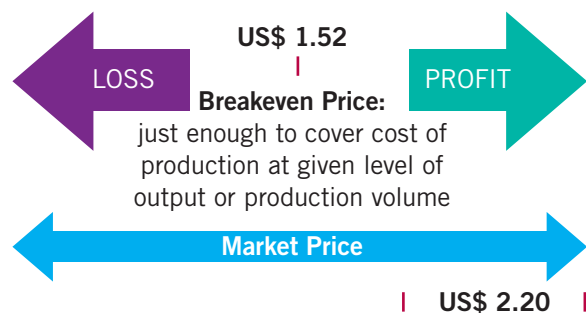 US$ 1.52
LOSS
PROFIT
Breakeven Price:
just enough to cover cost of
production at given level of
output or production volume
Market Price
US$ 2.20